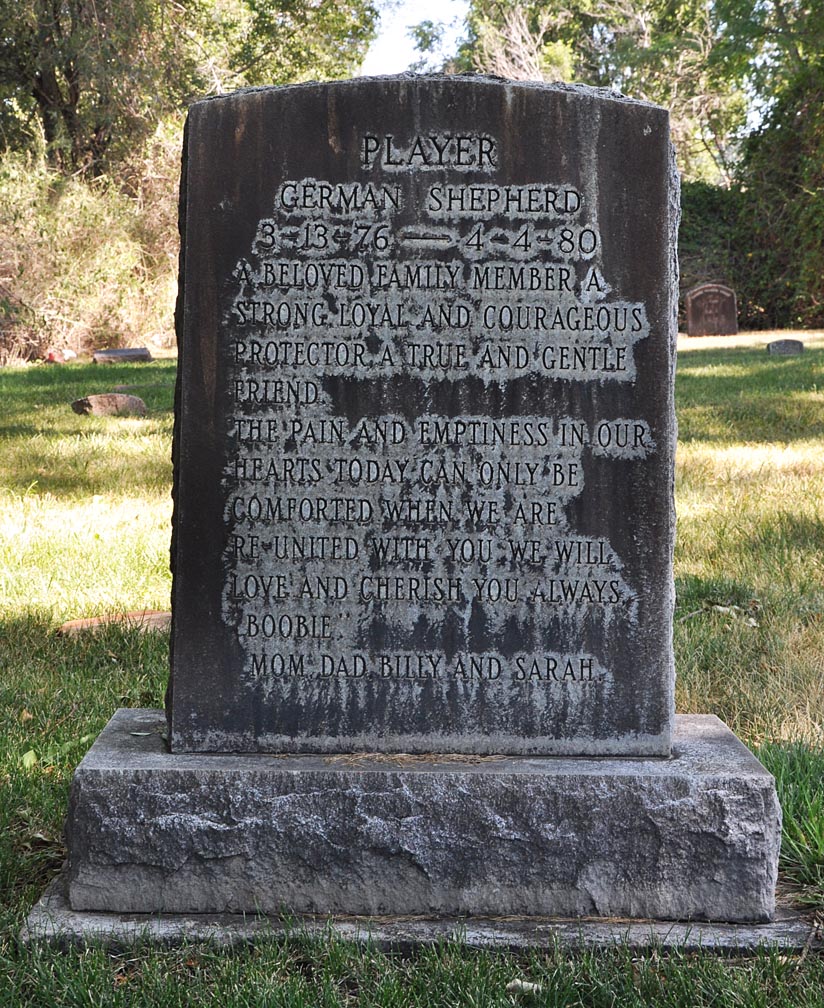 PLAYER
GERMAN SHEPHERD
3-13-76 — 4-4-80
A BELOVED FAMILY MEMBER, A
STRONG, LOYAL AND COURAGEOUS
PROTECTOR, A TRUE AND GENTLE
FRIEND.
THE PAIN AND EMPTINESS IN OUR
HEARTS TODAY CAN ONLY BE
COMFORTED WHEN WE ARE
RE-UNITED WITH YOU. WE WILL
LOVE AND CHERISH YOU ALWAYS,
"BOOBIE".
MOM, DAD, BILLY AND SARAH.